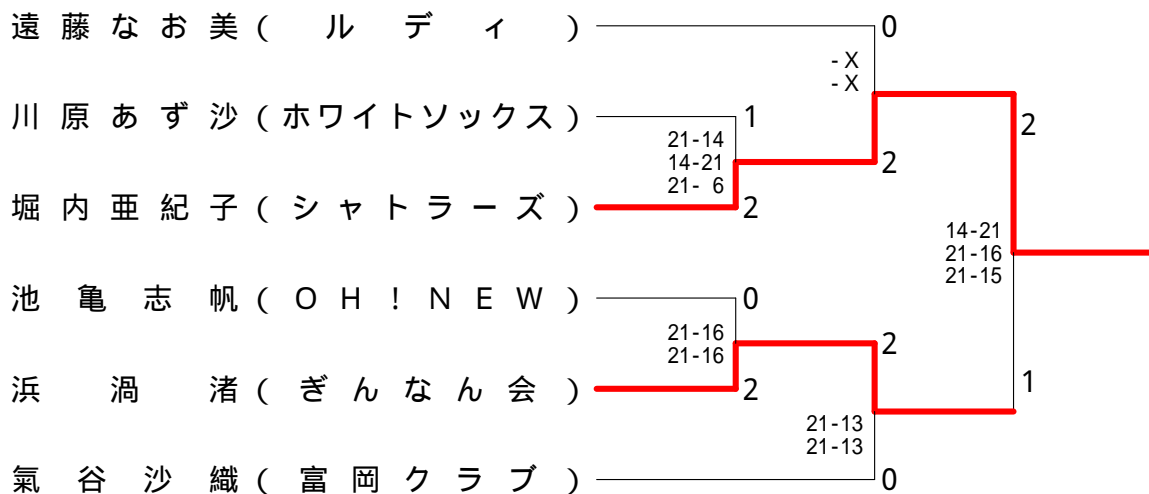 遠藤なお美(ルディ) 0
- X
- X
川原あず沙(ホワイトソックス) 1
2
21-14
14-21
21- 6
2
堀内亜紀子(シャトラーズ) 2
14-21
21-16
21-15
池亀志帆(OH!NEW) 0
21-16
21-16
2
浜渦渚(ぎんなん会) 2
1
21-13
21-13
氣谷沙織(富岡クラブ) 0